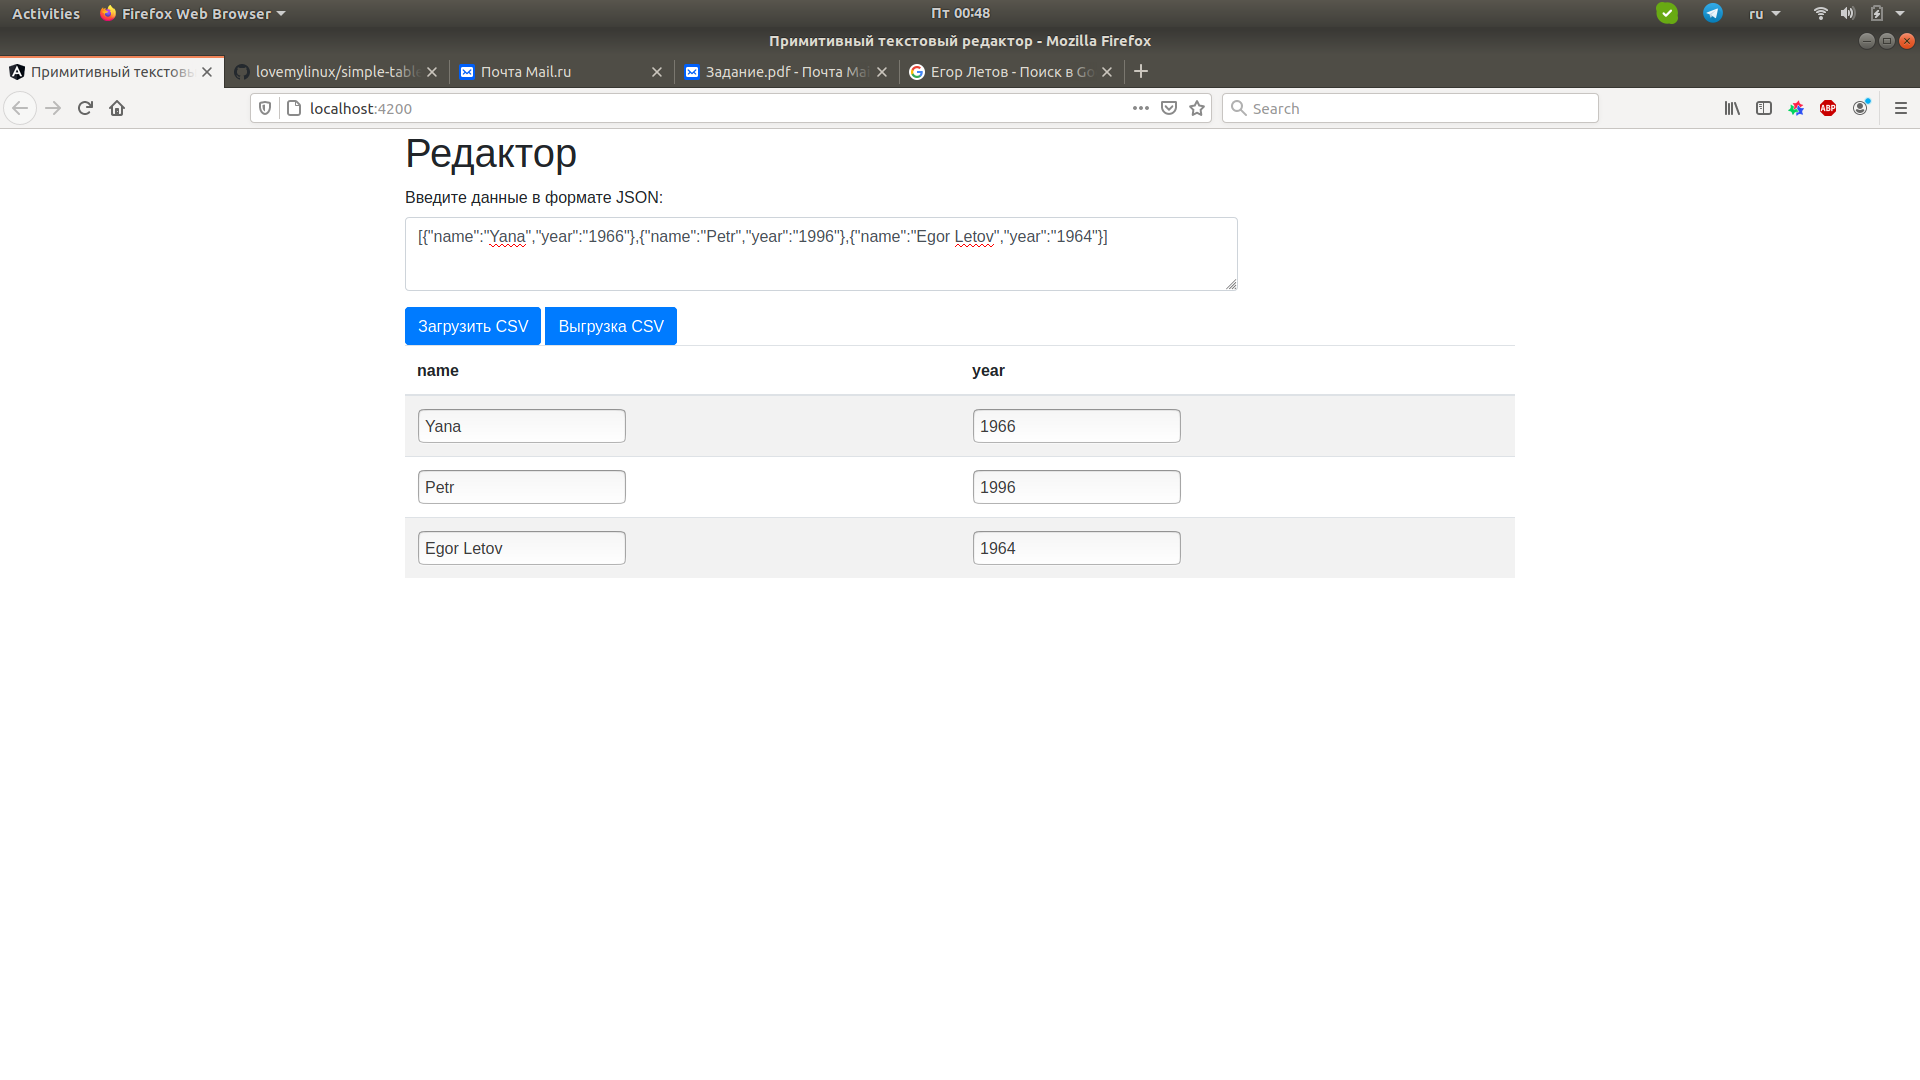 Activities Firefox Web Browser Пт 00:48 ru
Примитивный текстовый редактор - Mozilla Firefox
Примитивный текстовы lovemylinux/simple-table Почта Mail.ru Задание.pdf - Почта Mai Егор Летов - Поиск в Go
localhost:4200 Search ABP
Редактор
Введите данные в формате JSON:
[{"name":"Yana","year":"1966"},{"name":"Petr","year":"1996"},{"name":"Egor Letov","year":"1964"}]
Загрузить CSV Выгрузка CSV
name year
Yana 1966
Petr 1996
Egor Letov 1964